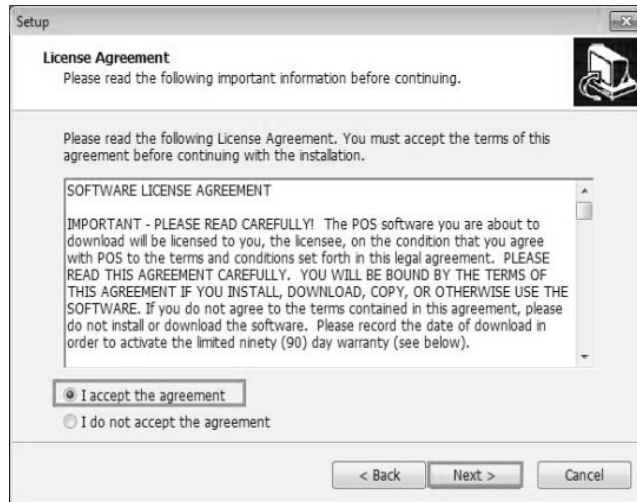 Setup
License Agreement
Please read the following important information before continuing.
Please read the following License Agreement. You must accept the terms of this
agreement before continuing with the installation.
SOFTWARE LICENSE AGREEMENT
IMPORTANT - PLEASE READ CAREFULLY! The POS software you are about to
download will be licensed to you, the licensee, on the condition that you agree
with POS to the terms and conditions set forth in this legal agreement. PLEASE
READ THIS AGREEMENT CAREFULLY. YOU WILL BE BOUND BY THE TERMS OF
THIS AGREEMENT IF YOU INSTALL, DOWNLOAD, COPY, OR OTHERWISE USE THE
SOFTWARE. If you do not agree to the terms contained in this agreement, please
do not install or download the software. Please record the date of download in
order to activate the limited ninety (90) day warranty (see below).
I accept the agreement
I do not accept the agreement
< Back Next > Cancel